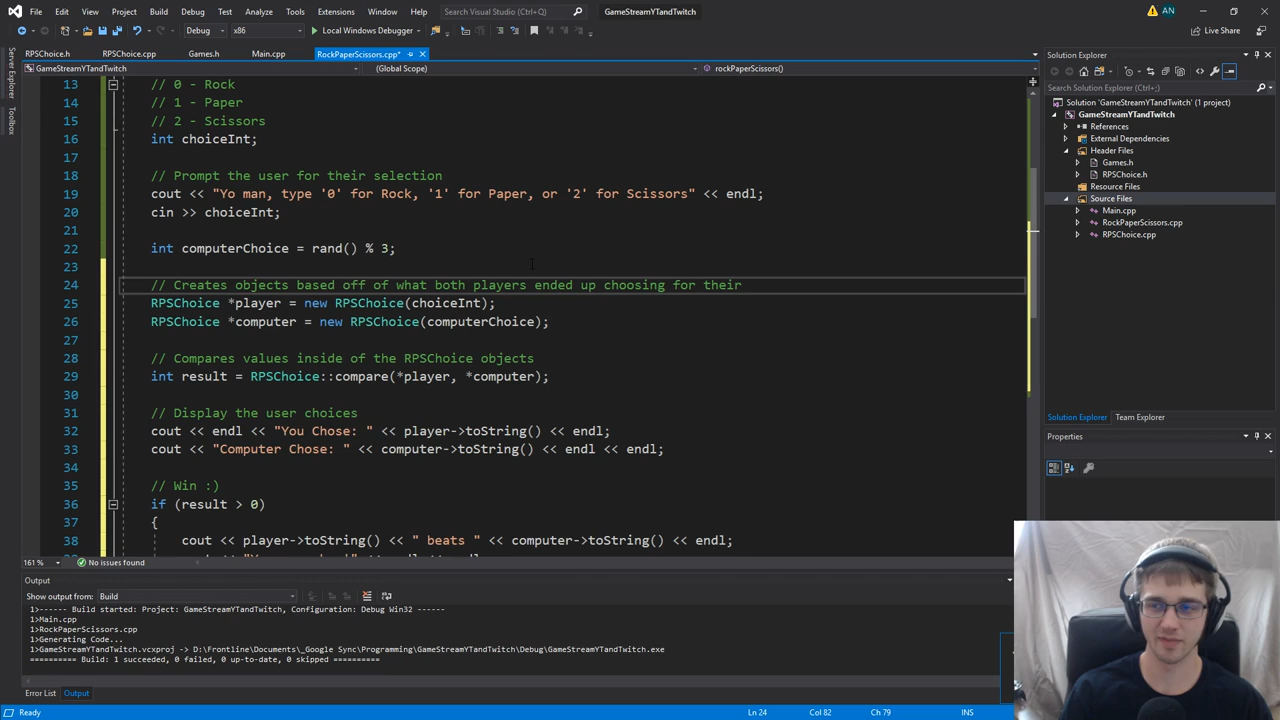 File Edit View Project Build Debug Test Analyze Tools Extensions Window Help Search Visual Studio (Ctrl+Q) GameStreamYTandTwitch AN
Debug x86 Local Windows Debugger Live Share
RPSChoice.h RPSChoice.cpp Games.h Main.cpp RockPaperScissors.cpp*
GameStreamYTandTwitch (Global Scope) rockPaperScissors()
Server Explorer
Toolbox
13 // 0 - Rock
14 // 1 - Paper
15 // 2 - Scissors
16 int choiceInt;
17
18 // Prompt the user for their selection
19 cout << "Yo man, type '0' for Rock, '1' for Paper, or '2' for Scissors" << endl;
20 cin >> choiceInt;
21
22 int computerChoice = rand() % 3;
23
24 // Creates objects based off of what both players ended up choosing for their
25 RPSChoice *player = new RPSChoice(choiceInt);
26 RPSChoice *computer = new RPSChoice(computerChoice);
27
28 // Compares values inside of the RPSChoice objects
29 int result = RPSChoice::compare(*player, *computer);
30
31 // Display the user choices
32 cout << endl << "You Chose: " << player->toString() << endl;
33 cout << "Computer Chose: " << computer->toString() << endl << endl;
34
35 // Win :)
36 if (result > 0)
37 {
38 cout << player->toString() << " beats " << computer->toString() << endl;
161 % No issues found
Output
Show output from: Build
1>------ Build started: Project: GameStreamYTandTwitch, Configuration: Debug Win32 ------
1>Main.cpp
1>RockPaperScissors.cpp
1>Generating Code...
1>GameStreamYTandTwitch.vcxproj -> D:\Frontline\Documents\_Google Sync\Programming\GameStreamYTandTwitch\Debug\GameStreamYTandTwitch.exe
========== Build: 1 succeeded, 0 failed, 0 up-to-date, 0 skipped ==========
Error List Output
Ready Ln 24 Col 82 Ch 79 INS
Solution Explorer
Search Solution Explorer (Ctrl+;)
Solution 'GameStreamYTandTwitch' (1 project)
GameStreamYTandTwitch
References
External Dependencies
Header Files
Games.h
RPSChoice.h
Resource Files
Source Files
Main.cpp
RockPaperScissors.cpp
RPSChoice.cpp
Solution Explorer Team Explorer
Properties